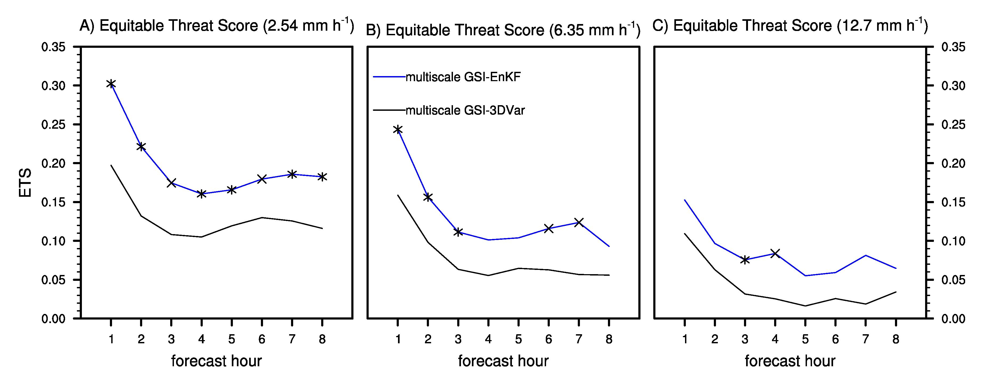 A) Equitable Threat Score (2.54 mm h⁻¹)
B) Equitable Threat Score (6.35 mm h⁻¹)
C) Equitable Threat Score (12.7 mm h⁻¹)
ETS
0.35
0.30
0.25
0.20
0.15
0.10
0.05
0.00
multiscale GSI-EnKF
multiscale GSI-3DVar
0.35
0.30
0.25
0.20
0.15
0.10
0.05
0.00
1 2 3 4 5 6 7 8
1 2 3 4 5 6 7 8
1 2 3 4 5 6 7 8
forecast hour
forecast hour
forecast hour